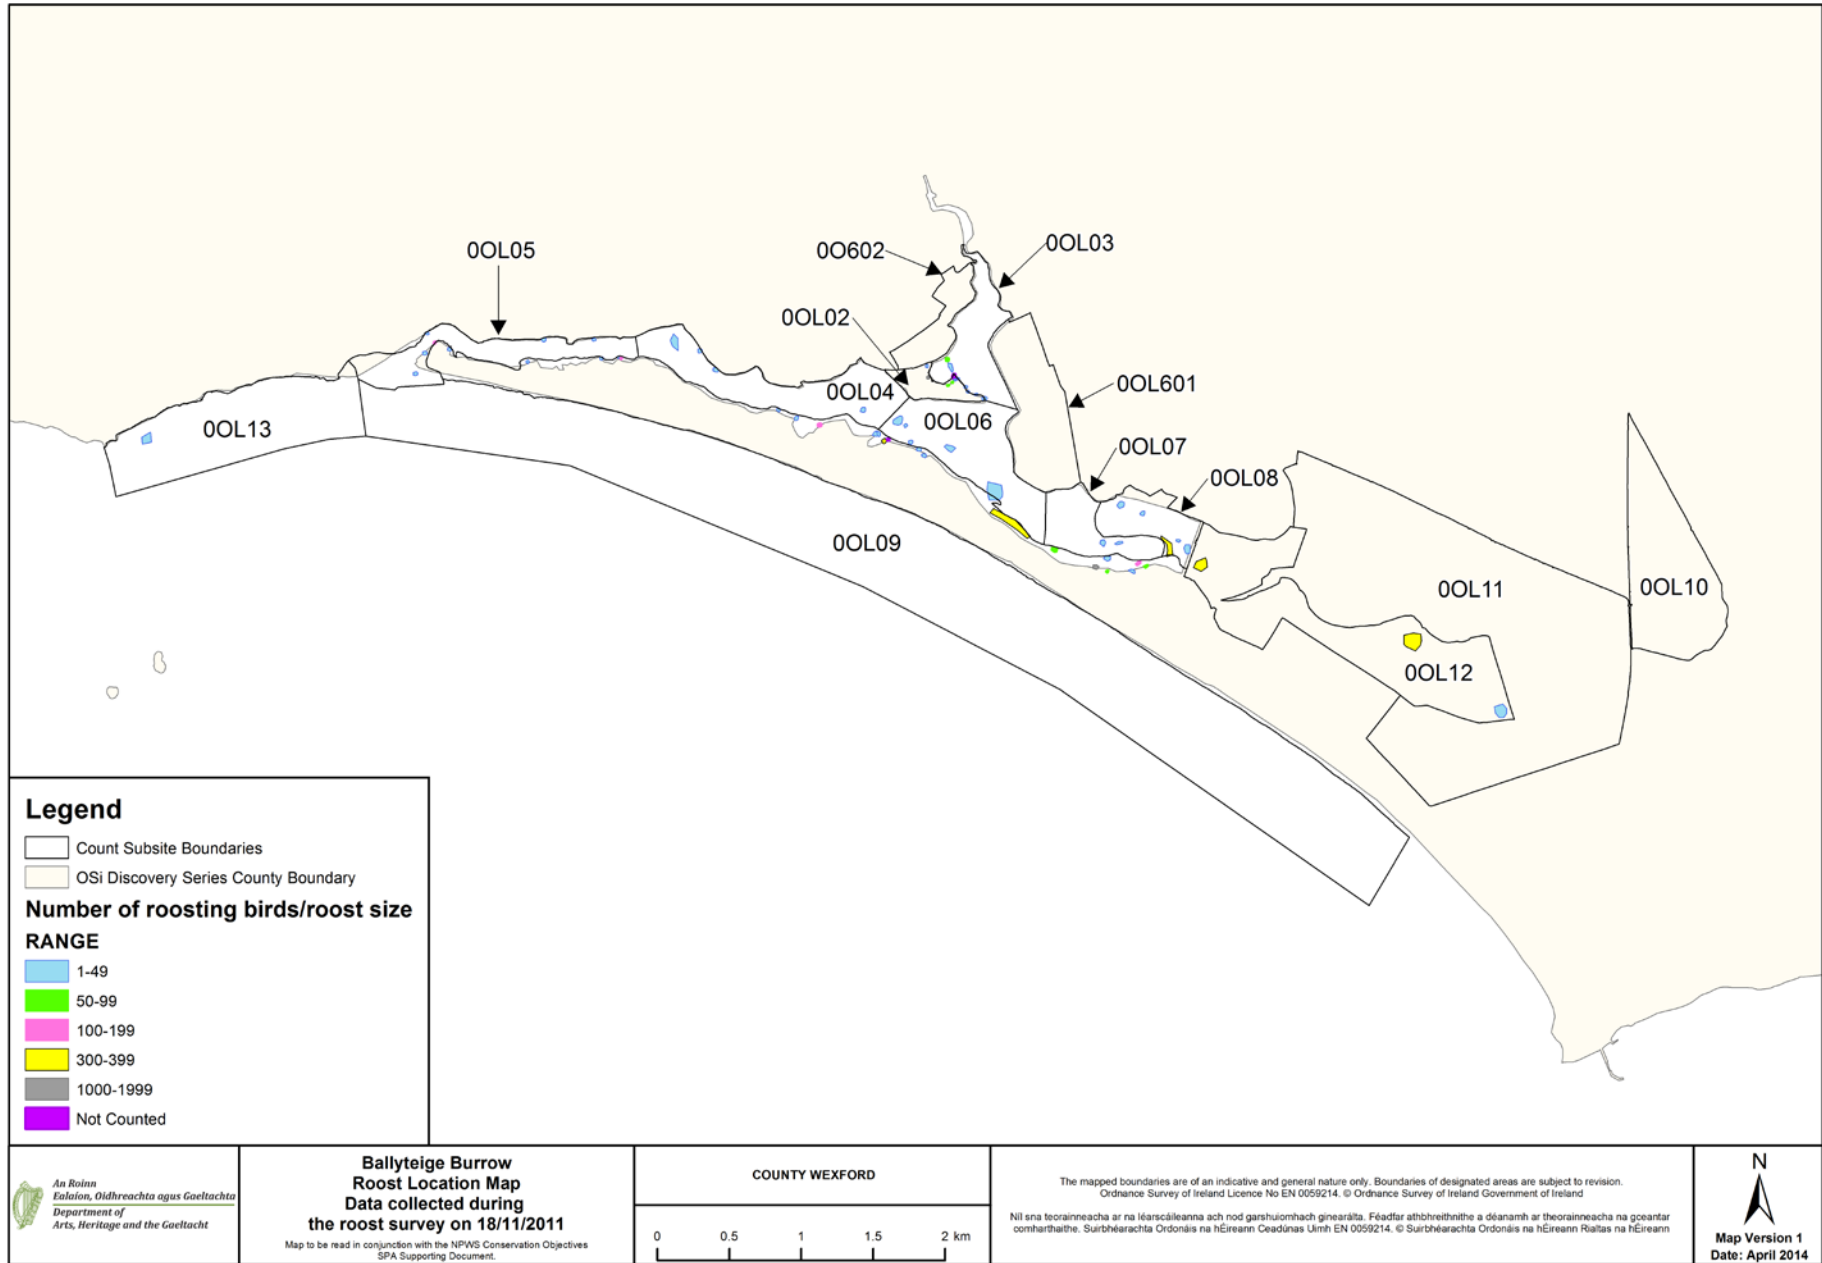 0OL05
0O602
0OL03
0OL02
0OL04
0OL06
0OL601
0OL13
0OL07
0OL08
0OL09
0OL11
0OL10
0OL12
Legend
Count Subsite Boundaries
OSi Discovery Series County Boundary
Number of roosting birds/roost size
RANGE
1-49
50-99
100-199
300-399
1000-1999
Not Counted
An Roinn
Ealaíon, Oidhreachta agus Gaeltachta
Department of
Arts, Heritage and the Gaeltacht
Ballyteige Burrow
Roost Location Map
Data collected during
the roost survey on 18/11/2011
Map to be read in conjunction with the NPWS Conservation Objectives
SPA Supporting Document.
COUNTY WEXFORD
0 0.5 1 1.5 2 km
The mapped boundaries are of an indicative and general nature only. Boundaries of designated areas are subject to revision.
Ordnance Survey of Ireland Licence No EN 0059214. © Ordnance Survey of Ireland Government of Ireland
Níl sna teorainneacha ar na léarscáileanna ach nod garshuiomhach ginearálta. Féadfar athbhreithnithe a déanamh ar theorainneacha na gceantar
comharthaithe. Suirbhéarachta Ordonáis na hÉireann Ceadúnas Uimh EN 0059214. © Suirbhéarachta Ordonáis na hÉireann Rialtas na hÉireann
N
Map Version 1
Date: April 2014